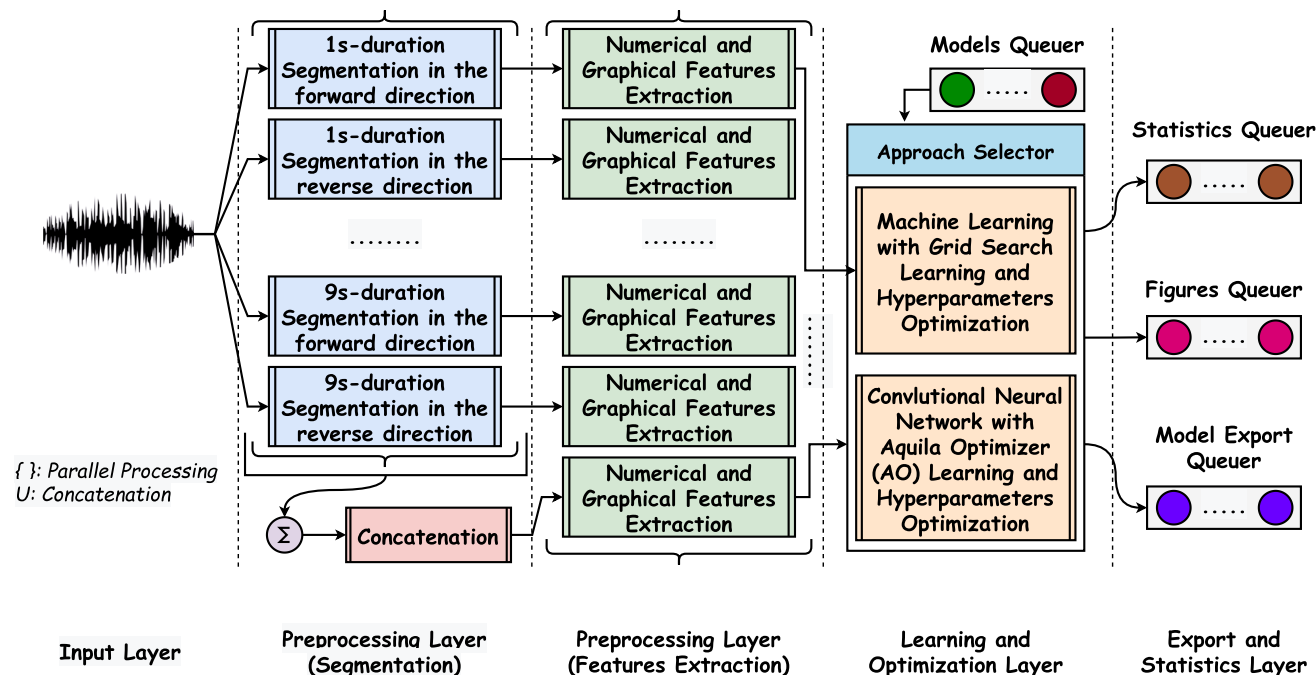 1s-duration
Segmentation in the
forward direction
1s-duration
Segmentation in the
reverse direction
........
9s-duration
Segmentation in the
forward direction
9s-duration
Segmentation in the
reverse direction
{ }: Parallel Processing
U: Concatenation
Σ
Concatenation
Numerical and
Graphical Features
Extraction
Numerical and
Graphical Features
Extraction
........
Numerical and
Graphical Features
Extraction
Numerical and
Graphical Features
Extraction
Numerical and
Graphical Features
Extraction
........
Models Queuer
.....
Approach Selector
Machine Learning
with Grid Search
Learning and
Hyperparameters
Optimization
Convlutional Neural
Network with
Aquila Optimizer
(AO) Learning and
Hyperparameters
Optimization
Statistics Queuer
.....
Figures Queuer
.....
Model Export
Queuer
.....
Input Layer
Preprocessing Layer
(Segmentation)
Preprocessing Layer
(Features Extraction)
Learning and
Optimization Layer
Export and
Statistics Layer